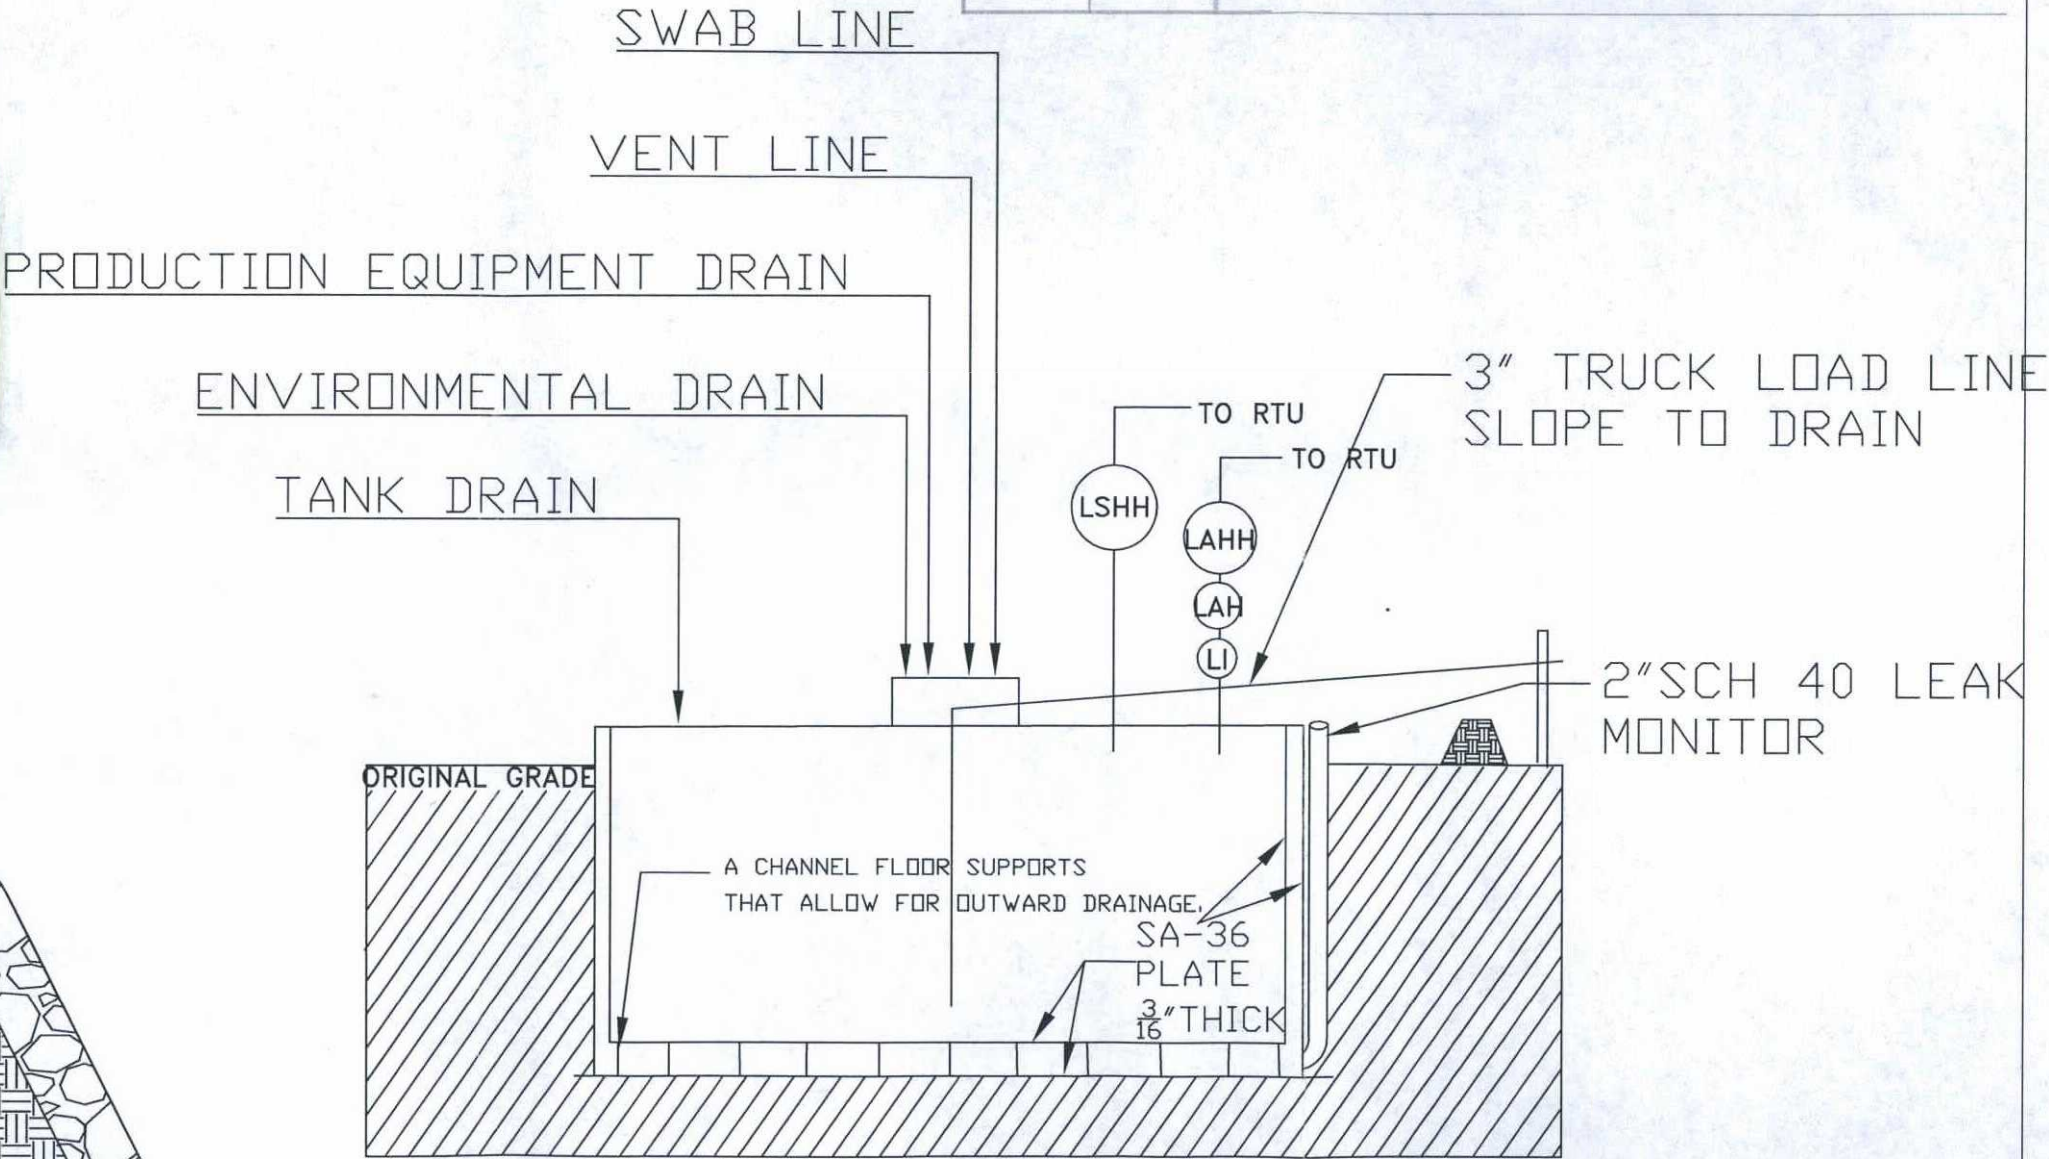 SWAB LINE
VENT LINE
PRODUCTION EQUIPMENT DRAIN
ENVIRONMENTAL DRAIN
TANK DRAIN
TO RTU
TO RTU
3" TRUCK LOAD LINE
SLOPE TO DRAIN
LSHH
LAHH
LAH
LI
2"SCH 40 LEAK
MONITOR
ORIGINAL GRADE
A CHANNEL FLOOR SUPPORTS
THAT ALLOW FOR OUTWARD DRAINAGE.
SA-36
PLATE
3/16" THICK